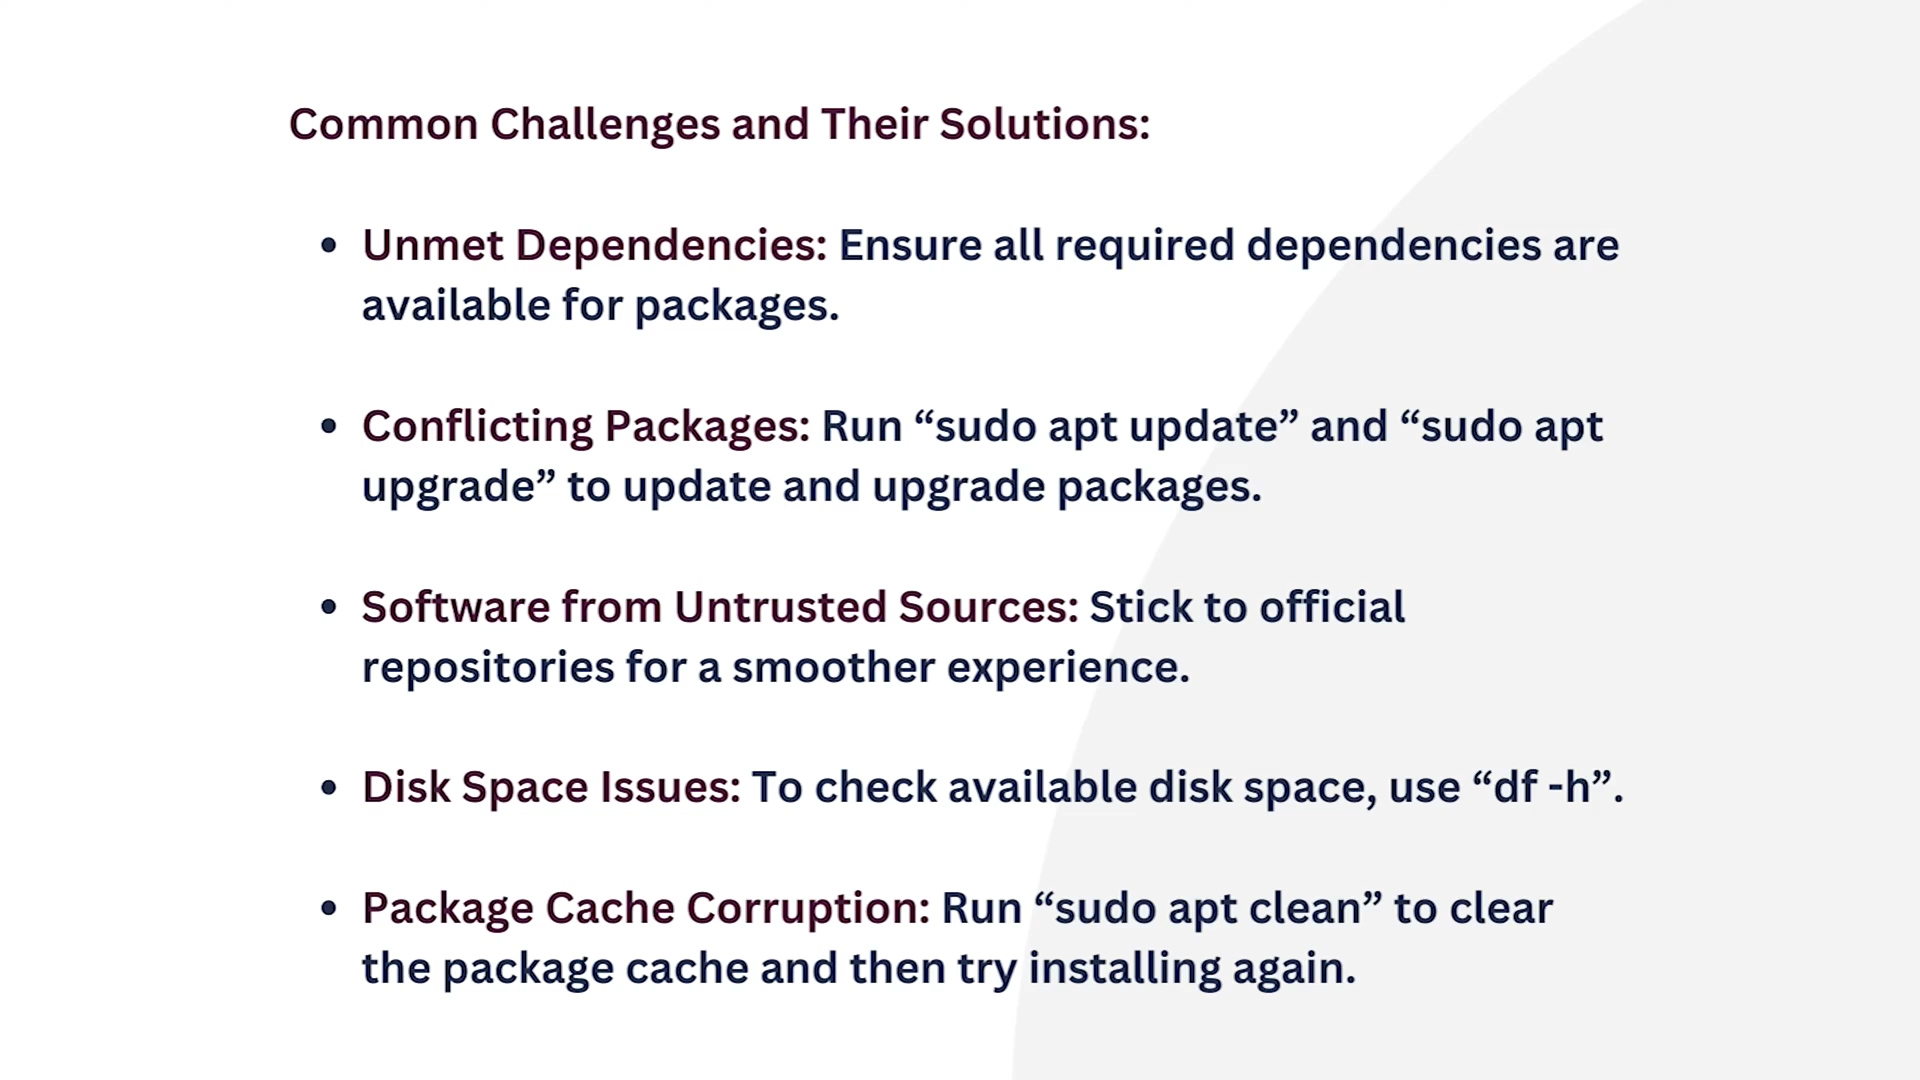 Common Challenges and Their Solutions:
• Unmet Dependencies: Ensure all required dependencies are
available for packages.
• Conflicting Packages: Run “sudo apt update” and “sudo apt
upgrade” to update and upgrade packages.
• Software from Untrusted Sources: Stick to official
repositories for a smoother experience.
• Disk Space Issues: To check available disk space, use “df -h”.
• Package Cache Corruption: Run “sudo apt clean” to clear
the package cache and then try installing again.